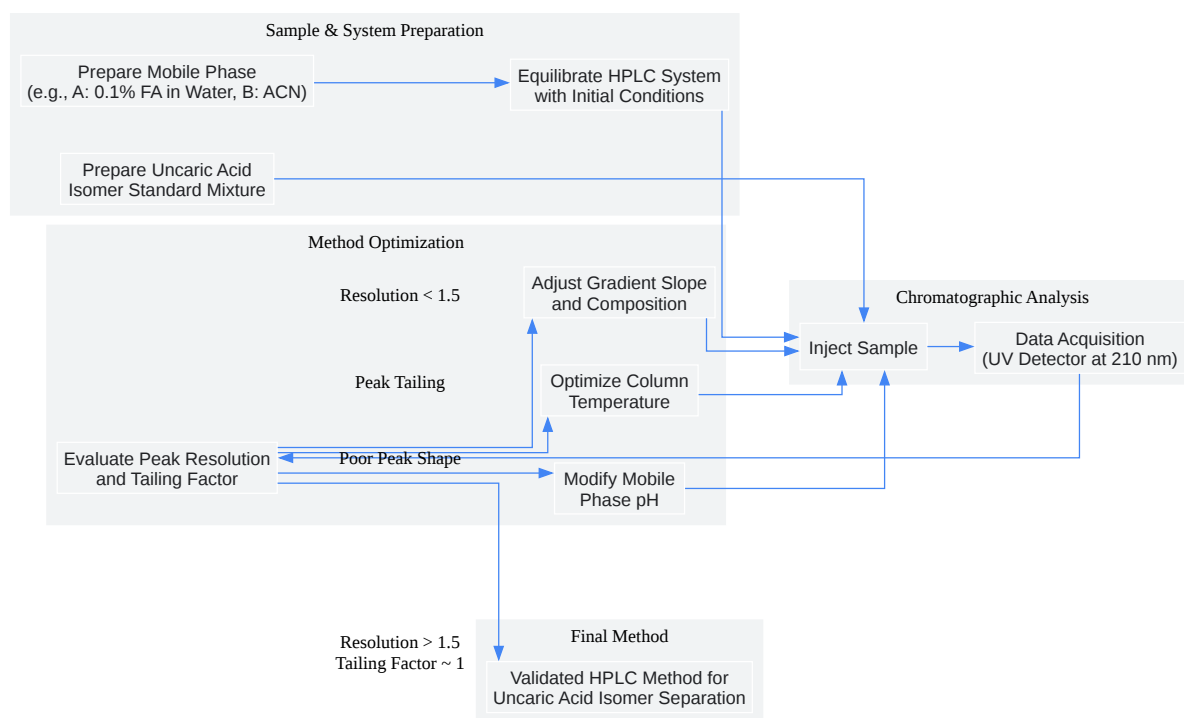 Sample & System Preparation
Prepare Mobile Phase
(e.g., A: 0.1% FA in Water, B: ACN)
Equilibrate HPLC System
with Initial Conditions
Prepare Uncaric Acid
Isomer Standard Mixture
Method Optimization
Resolution < 1.5
Adjust Gradient Slope
and Composition
Chromatographic Analysis
Inject Sample
Data Acquisition
(UV Detector at 210 nm)
Peak Tailing
Optimize Column
Temperature
Evaluate Peak Resolution
and Tailing Factor
Poor Peak Shape
Modify Mobile
Phase pH
Resolution > 1.5
Tailing Factor ~ 1
Final Method
Validated HPLC Method for
Uncaric Acid Isomer Separation